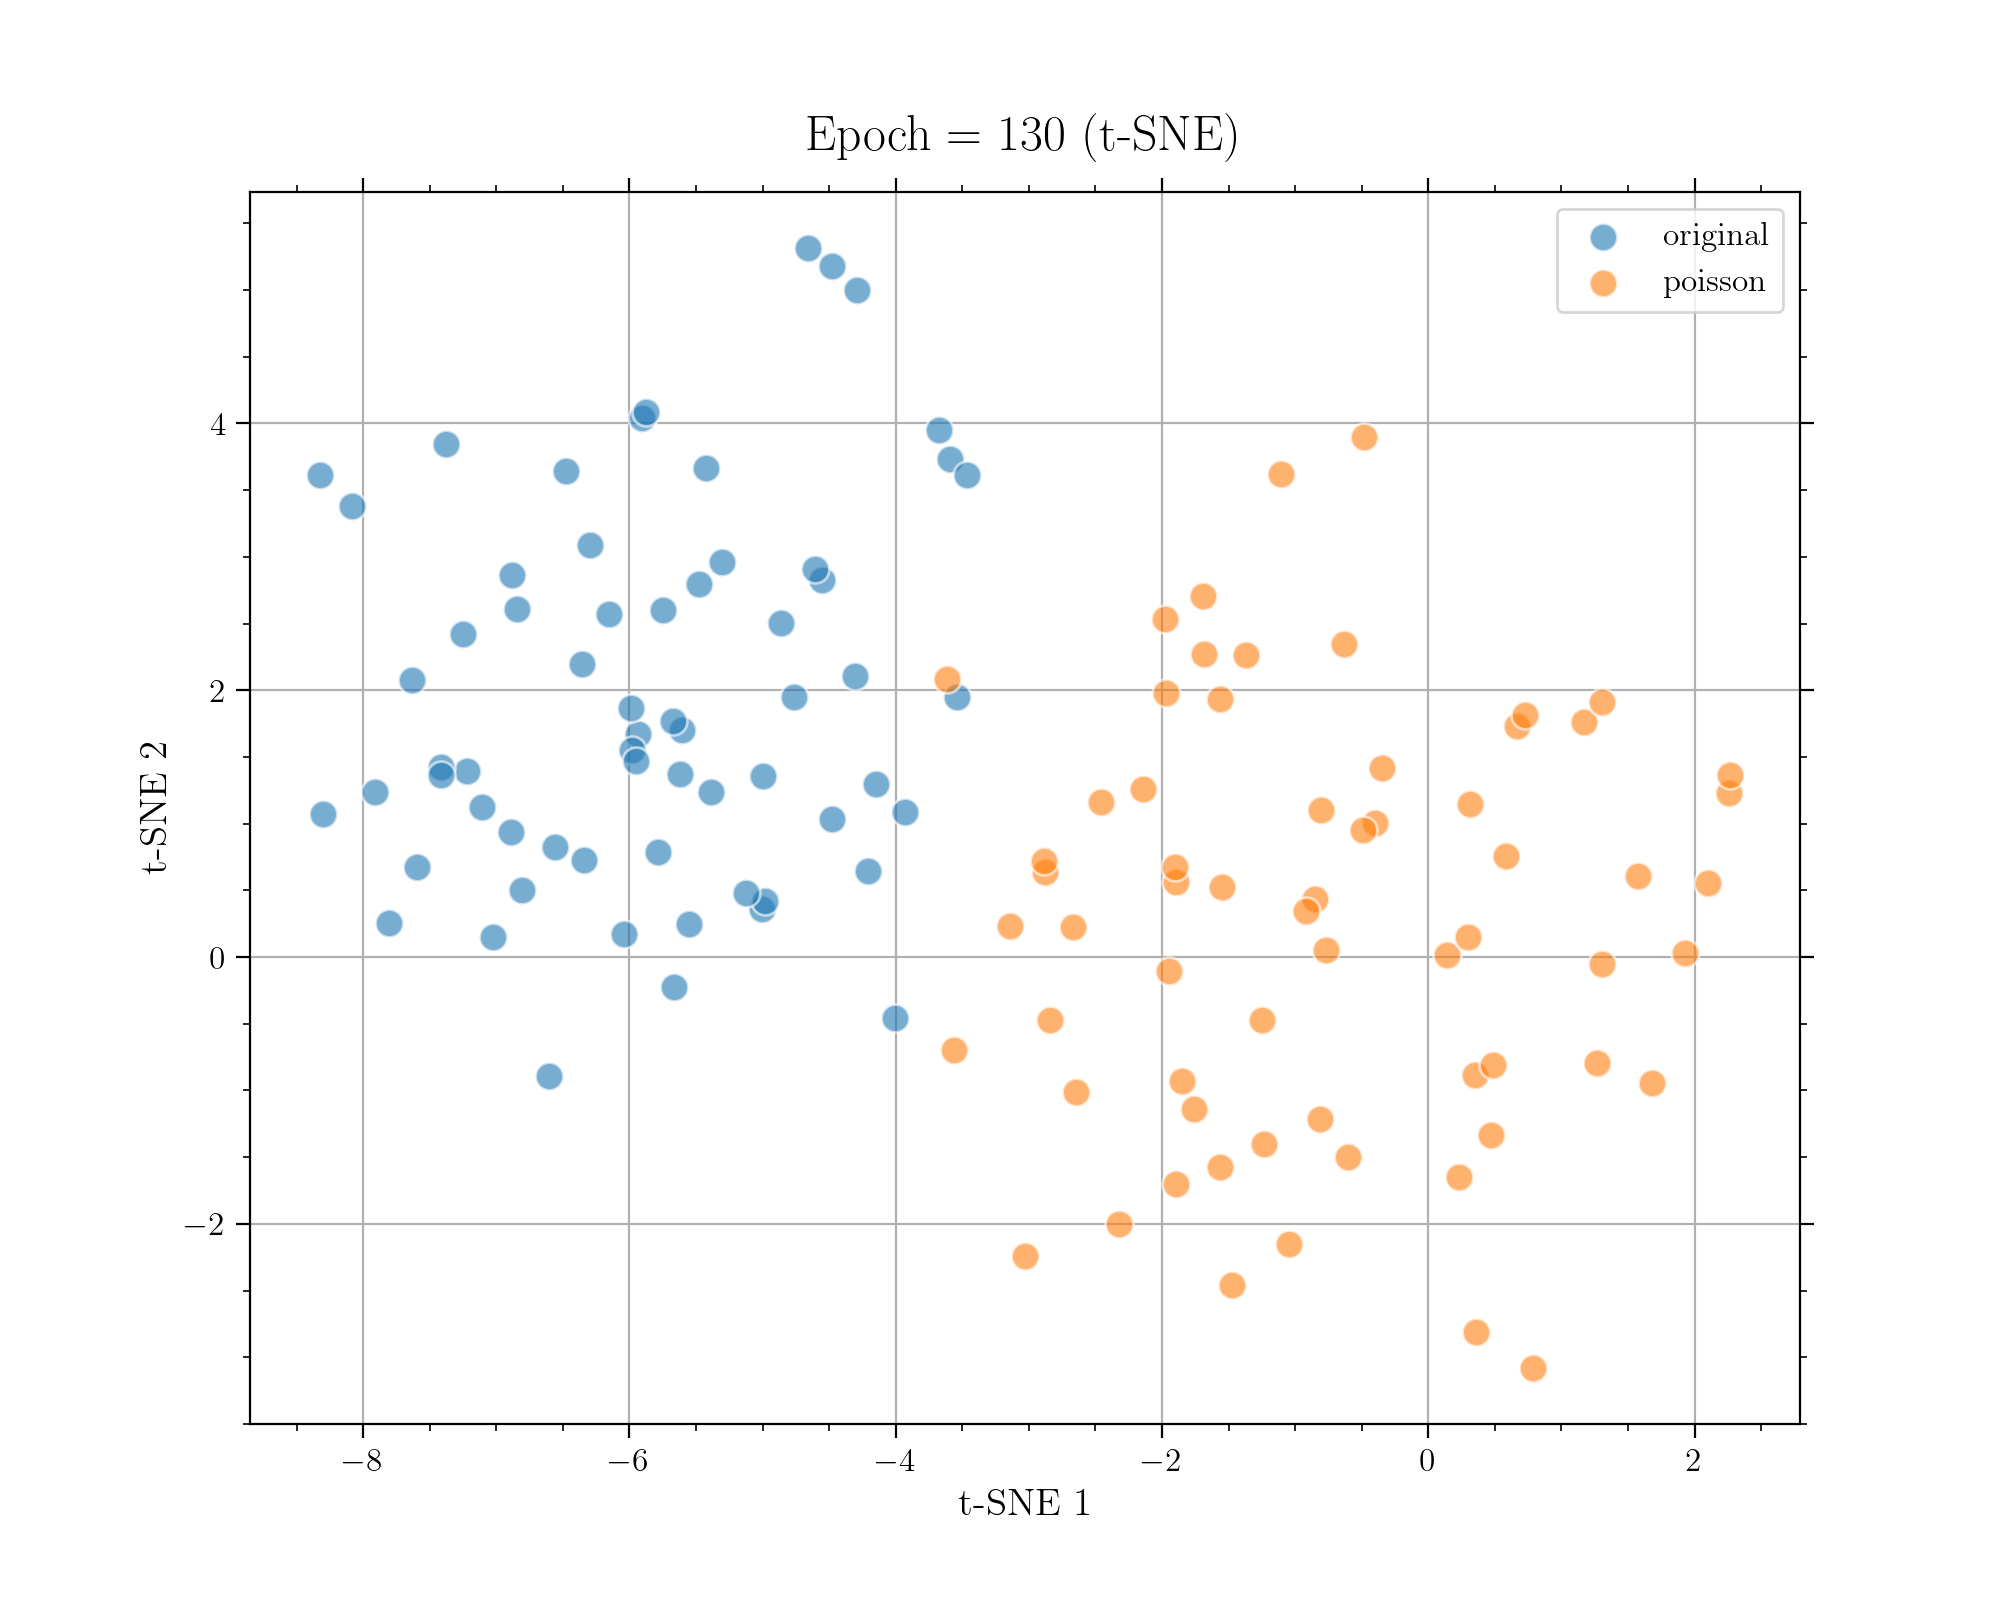 Epoch = 130 (t-SNE)
original
poisson
4
2
0
−2
t-SNE 2
−8
−6
−4
−2
0
2
t-SNE 1